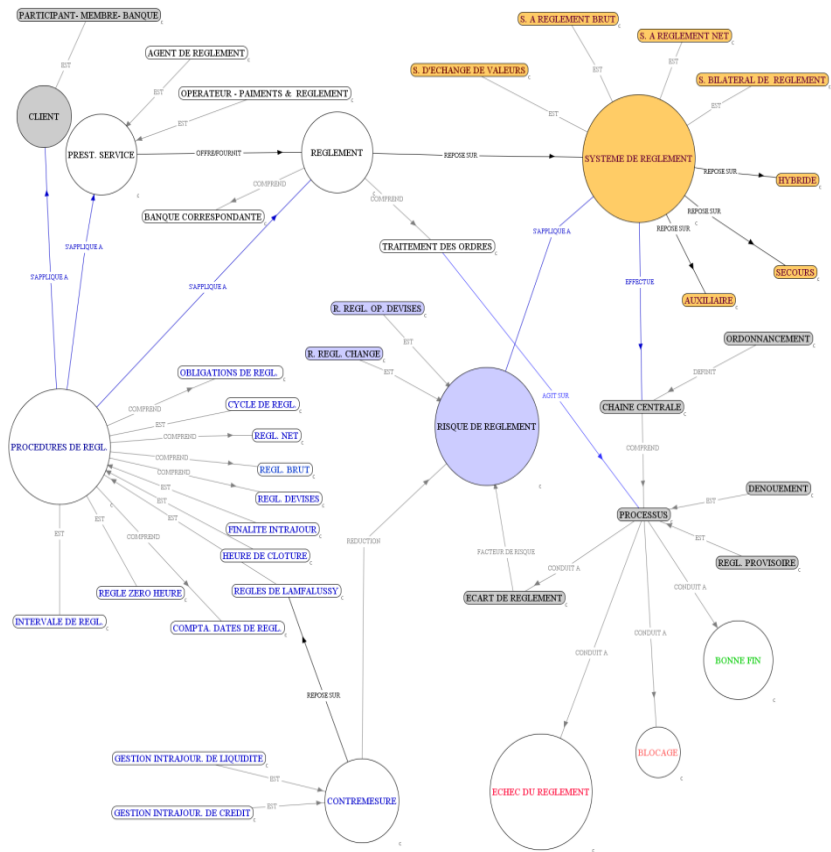 PARTICIPANT- MEMBRE- BANQUE
S. A REGLEMENT BRUT
S. A REGLEMENT NET
AGENT DE REGLEMENT
S. D'ECHANGE DE VALEURS
S. BILATERAL DE REGLEMENT
OPERATEUR - PAIMENTS & REGLEMENT
EST
EST
EST
EST
EST
EST
EST
CLIENT
PREST. SERVICE
OFFRE/FOURNIT
REGLEMENT
REPOSE SUR
SYSTEME DE REGLEMENT
REPOSE SUR
HYBRIDE
COMPREND
COMPREND
BANQUE CORRESPONDANTE
REPOSE SUR
REPOSE SUR
S'APPLIQUE A
S'APPLIQUE A
TRAITEMENT DES ORDRES
SECOURS
S'APPLIQUE A
S'APPLIQUE A
EFFECTUE
AUXILIAIRE
R. REGL. OP. DEVISES
EST
ORDONNANCEMENT
R. REGL. CHANGE
EST
DEFINIT
OBLIGATIONS DE REGL.
COMPREND
CYCLE DE REGL.
EST
AGIT SUR
CHAINE CENTRALE
PROCEDURES DE REGL.
COMPREND
REGL. NET
RISQUE DE REGLEMENT
COMPREND
COMPREND
REGL. BRUT
COMPREND
REGL. DEVISES
EST
DENOUEMENT
EST
EST
FINALITE INTRAJOUR
EST
PROCESSUS
EST
EST
COMPREND
REDUCTION
FACTEUR DE RISQUE
EST
HEURE DE CLOTURE
REGL. PROVISOIRE
CONDUIT A
REGLE ZERO HEURE
REGLES DE LAMFALUSSY
ECART DE REGLEMENT
CONDUIT A
INTERVALE DE REGL.
COMPTA. DATES DE REGL.
CONDUIT A
CONDUIT A
BONNE FIN
REPOSE SUR
BLOCAGE
GESTION INTRAJOUR. DE LIQUIDITE
EST
ECHEC DU REGLEMENT
CONTREMESURE
GESTION INTRAJOUR. DE CREDIT
EST